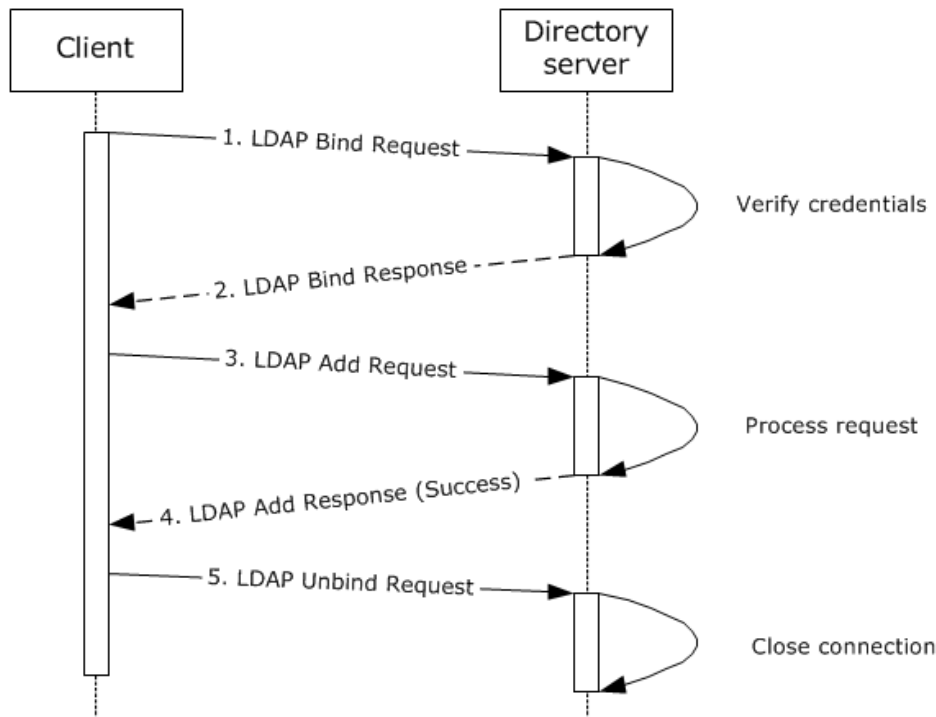 Client
Directory
server
1. LDAP Bind Request
Verify credentials
2. LDAP Bind Response
3. LDAP Add Request
Process request
4. LDAP Add Response (Success)
5. LDAP Unbind Request
Close connection